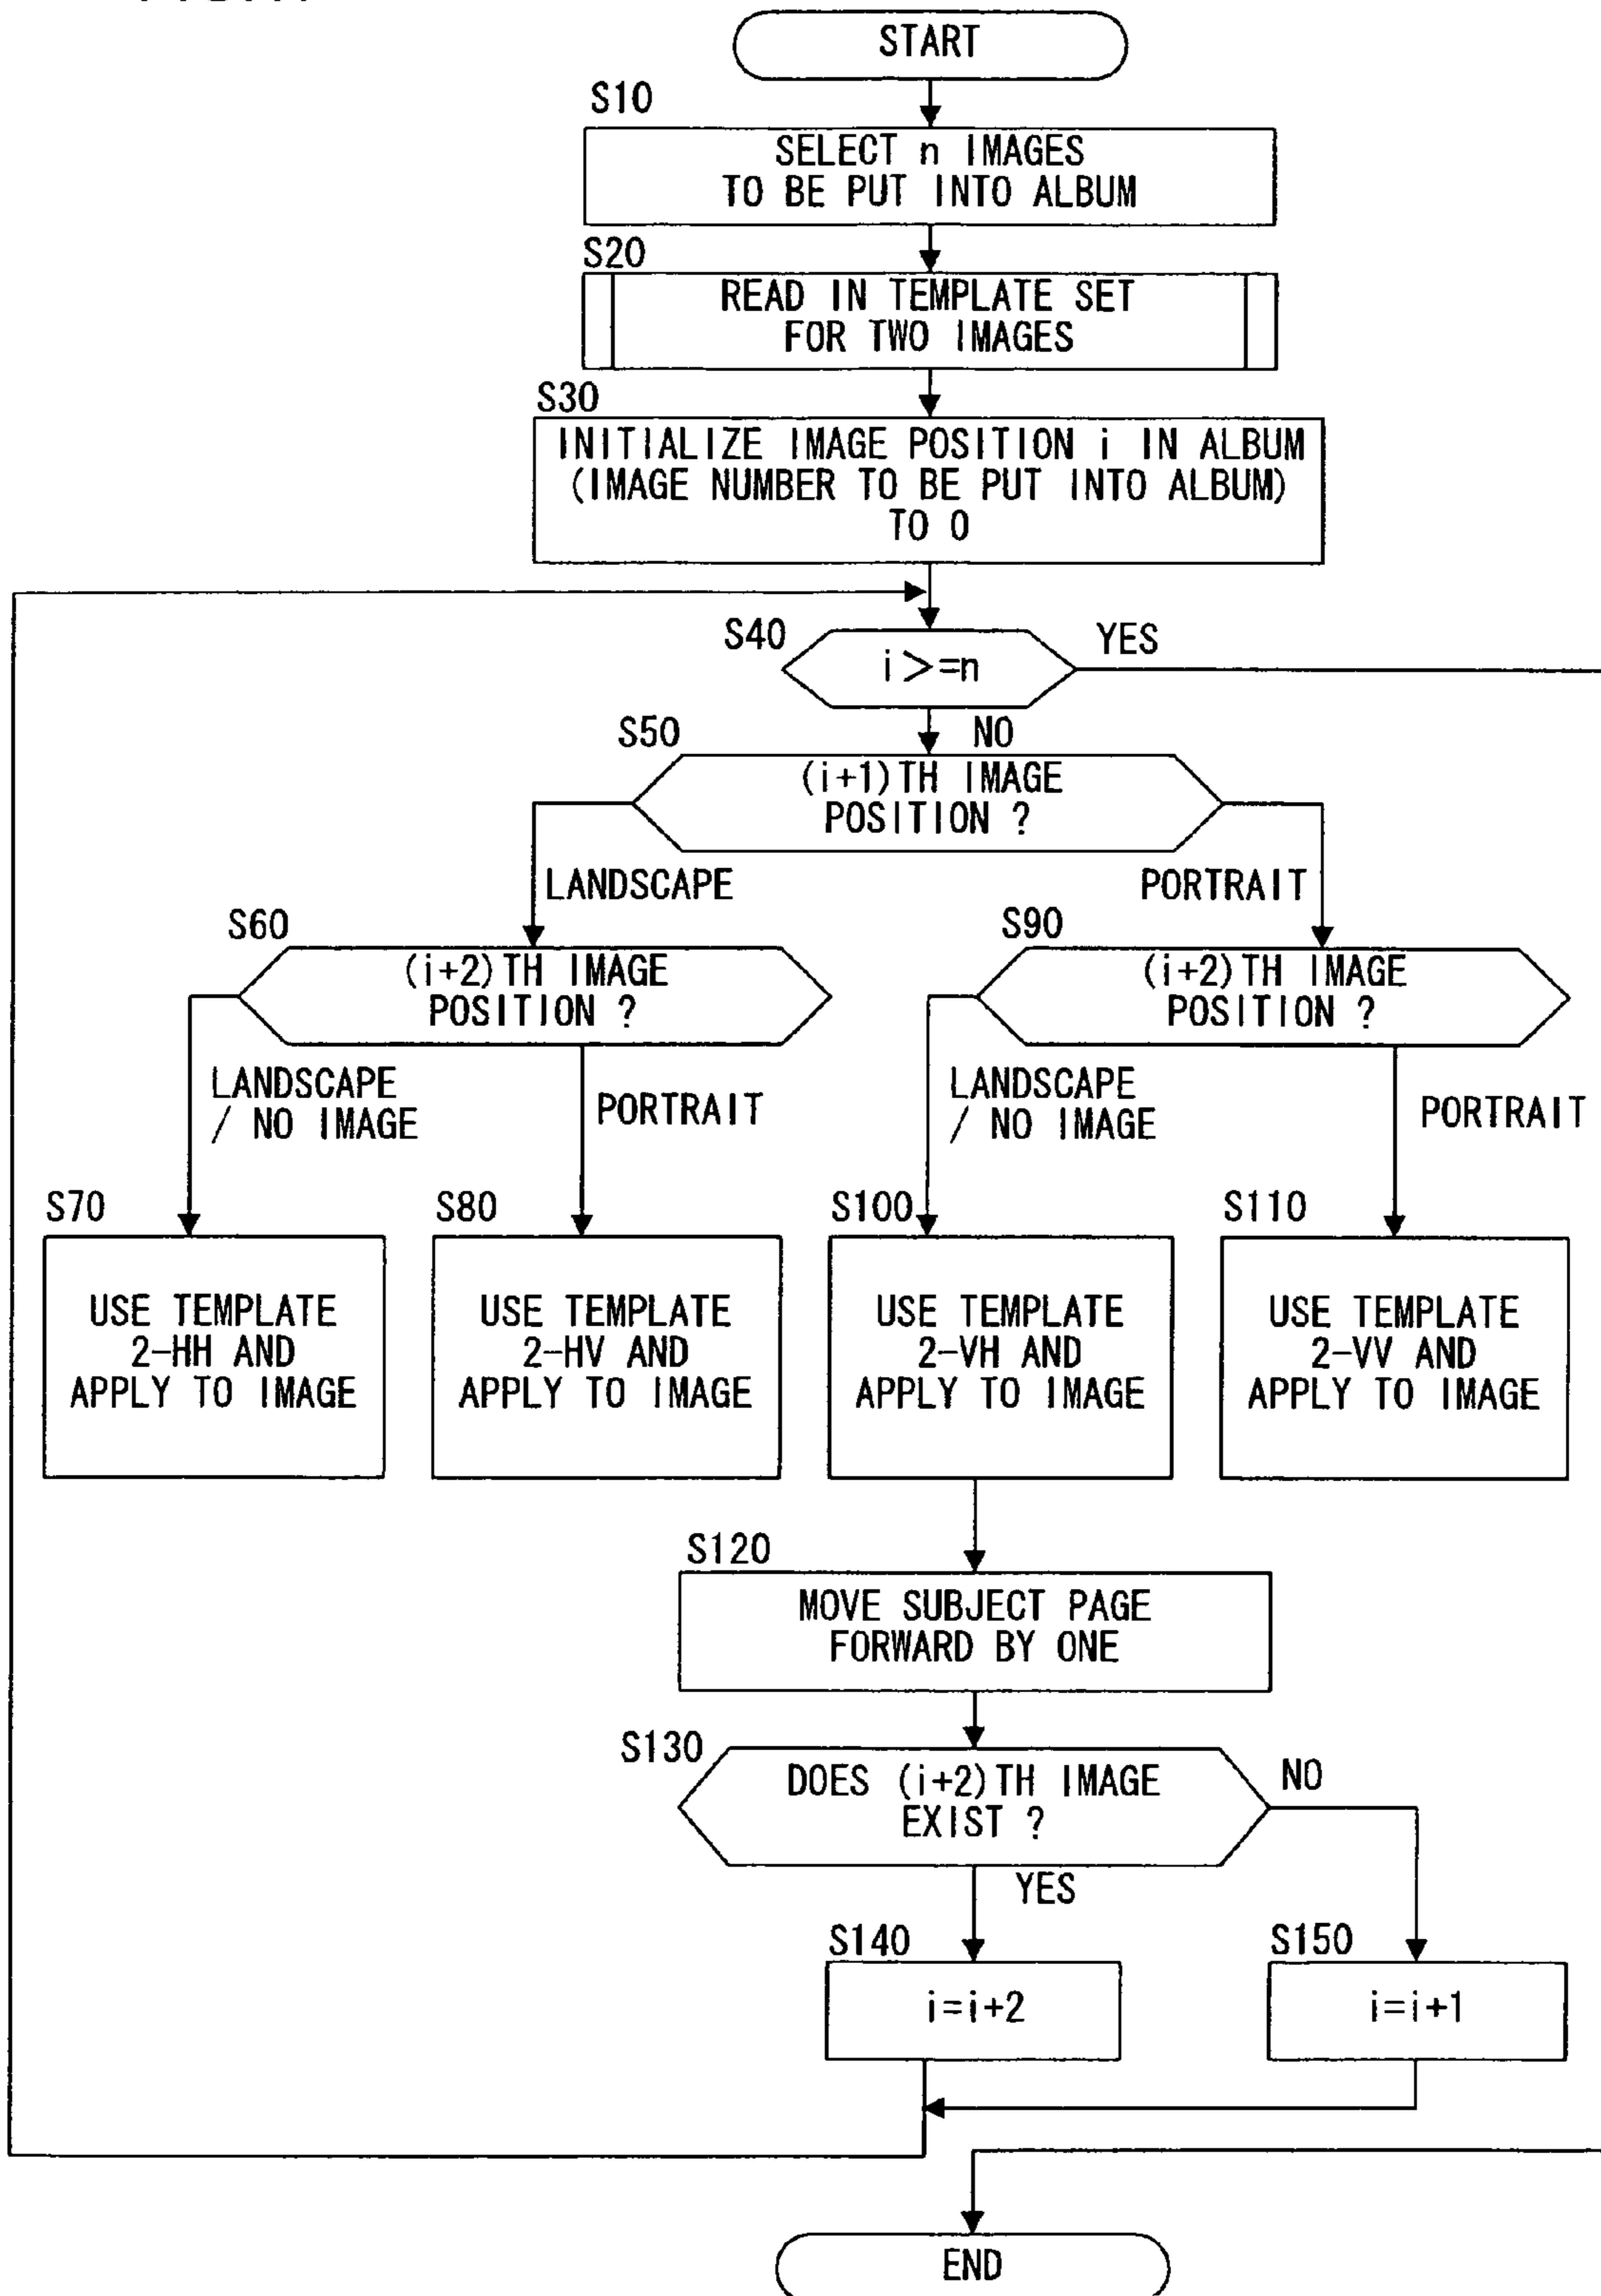 START
S10
SELECT n IMAGES
TO BE PUT INTO ALBUM
S20
READ IN TEMPLATE SET
FOR TWO IMAGES
S30
INITIALIZE IMAGE POSITION i IN ALBUM
(IMAGE NUMBER TO BE PUT INTO ALBUM)
TO 0
S40
i>=n
YES
NO
S50
(i+1)TH IMAGE
POSITION ?
LANDSCAPE
PORTRAIT
S60
(i+2)TH IMAGE
POSITION ?
S90
(i+2)TH IMAGE
POSITION ?
LANDSCAPE
/ NO IMAGE
PORTRAIT
LANDSCAPE
/ NO IMAGE
PORTRAIT
S70
USE TEMPLATE
2-HH AND
APPLY TO IMAGE
S80
USE TEMPLATE
2-HV AND
APPLY TO IMAGE
S100
USE TEMPLATE
2-VH AND
APPLY TO IMAGE
S110
USE TEMPLATE
2-VV AND
APPLY TO IMAGE
S120
MOVE SUBJECT PAGE
FORWARD BY ONE
S130
DOES (i+2)TH IMAGE
EXIST ?
NO
YES
S140
i=i+2
S150
i=i+1
END